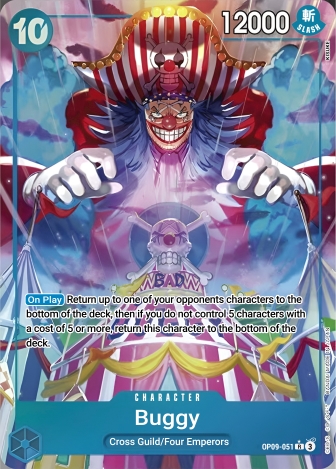 10
12000
斬
SLASH
BAD
On Play Return up to one of your opponents characters to the
bottom of the deck, then if you do not control 5 characters
with a cost of 5 or more, return this character to the bottom of the
deck.
CHARACTER
Buggy
Cross Guild/Four Emperors
OP09-051 R 3